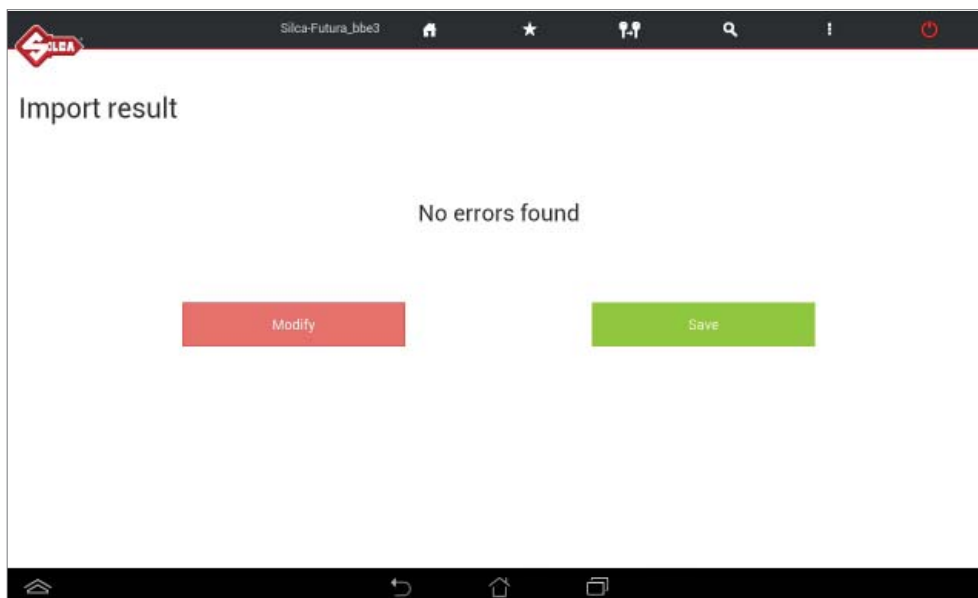 SILCA
Silca-Futura_bbe3
Import result
No errors found
Modify
Save